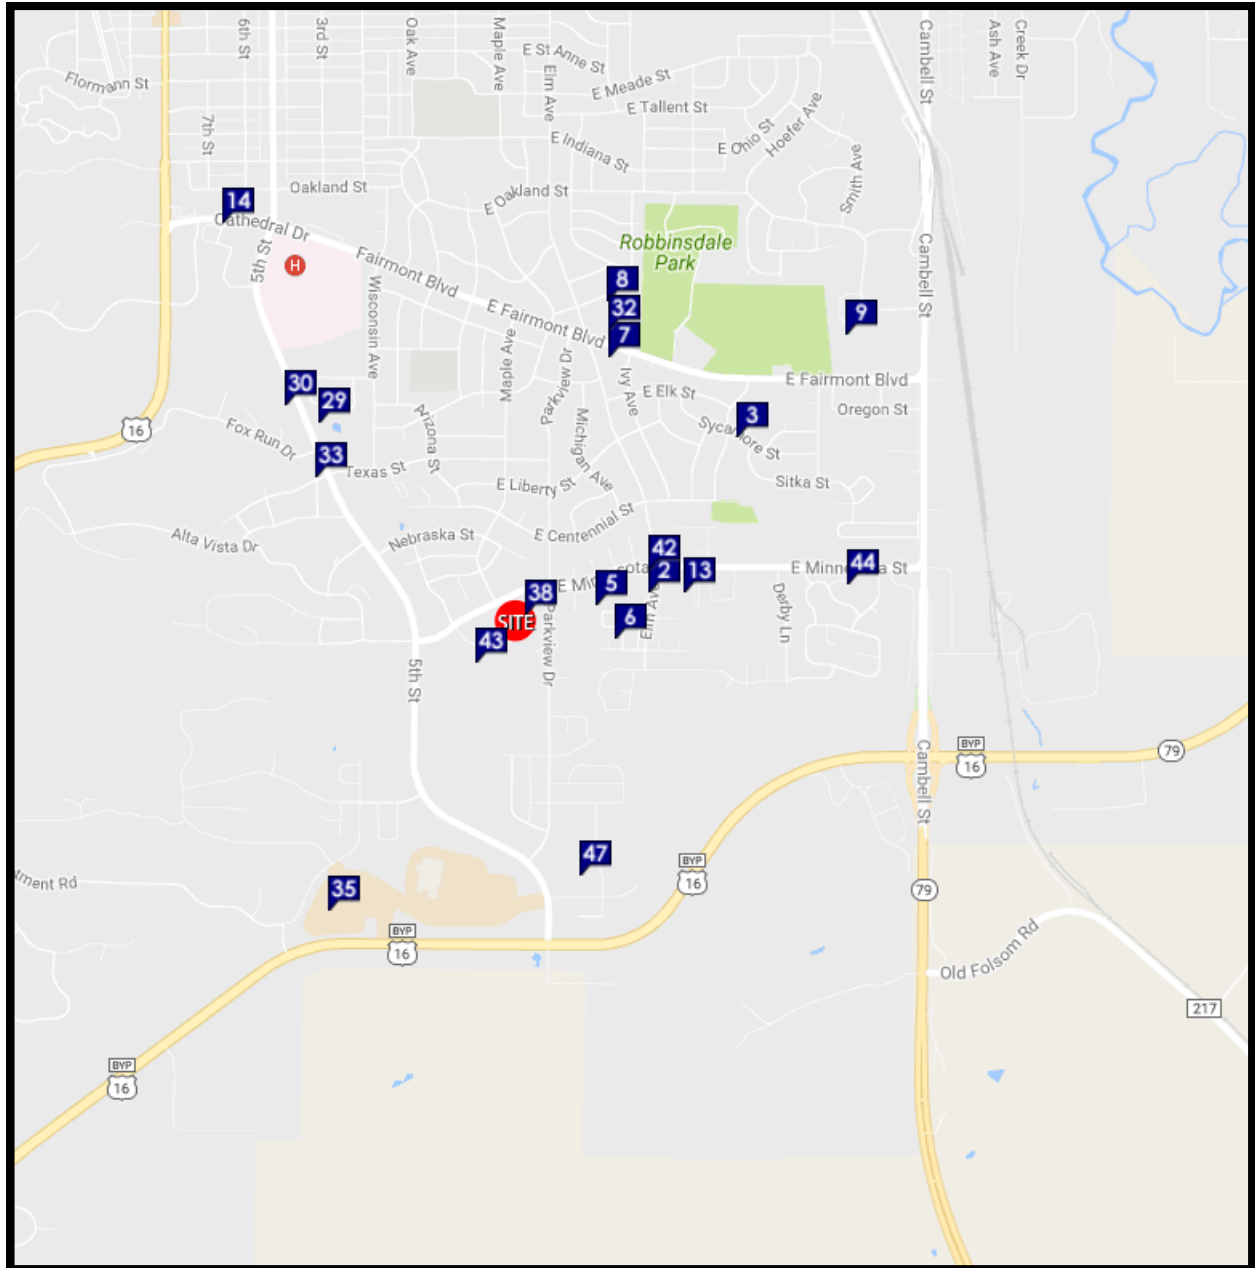 6th St
3rd St
Oak Ave
Maple Ave
Cambell St
Ash Ave
Creek Dr
E St Anne St
Elm Ave
E Meade St
Flormann St
E Tallent St
7th St
E Ohio St
Hoefer Ave
E Indiana St
Smith Ave
Oakland St
E Oakland St
14
Cathedral Dr
Robbinsdale
Park
5th St
H
Fairmont Blvd
Cambell St
Wisconsin Ave
8
32
9
E Fairmont Blvd
7
Maple Ave
Parkview Dr
Ivy Ave
E Fairmont Blvd
30
29
E Elk St
Oregon St
3
16
Fox Run Dr
Arizona St
Michigan Ave
Sycamore St
33
Texas St
E Liberty St
Sitka St
Alta Vista Dr
Nebraska St
E Centennial St
42
2
13
44
E Minnesota St
E Minnesota St
5
38
SITE
6
Elm Ave
Derby Ln
43
Parkview Dr
5th St
BYP
16
79
Cambell St
47
BYP
16
tment Rd
35
79
BYP
16
Old Folsom Rd
217
BYP
16